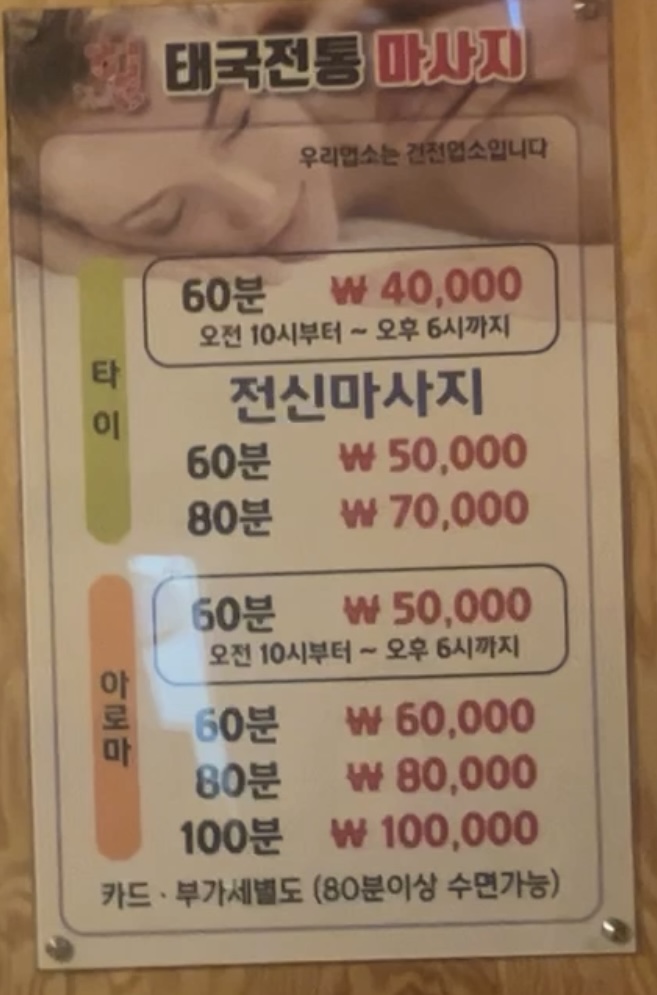 태국전통 마사지
우리업소는 건전업소입니다
타이
60분 ₩ 40,000
오전 10시부터 ~ 오후 6시까지
전신마사지
60분 ₩ 50,000
80분 ₩ 70,000
아로마
60분 ₩ 50,000
오전 10시부터 ~ 오후 6시까지
60분 ₩ 60,000
80분 ₩ 80,000
100분 ₩ 100,000
카드 · 부가세별도 (80분이상 수면가능)